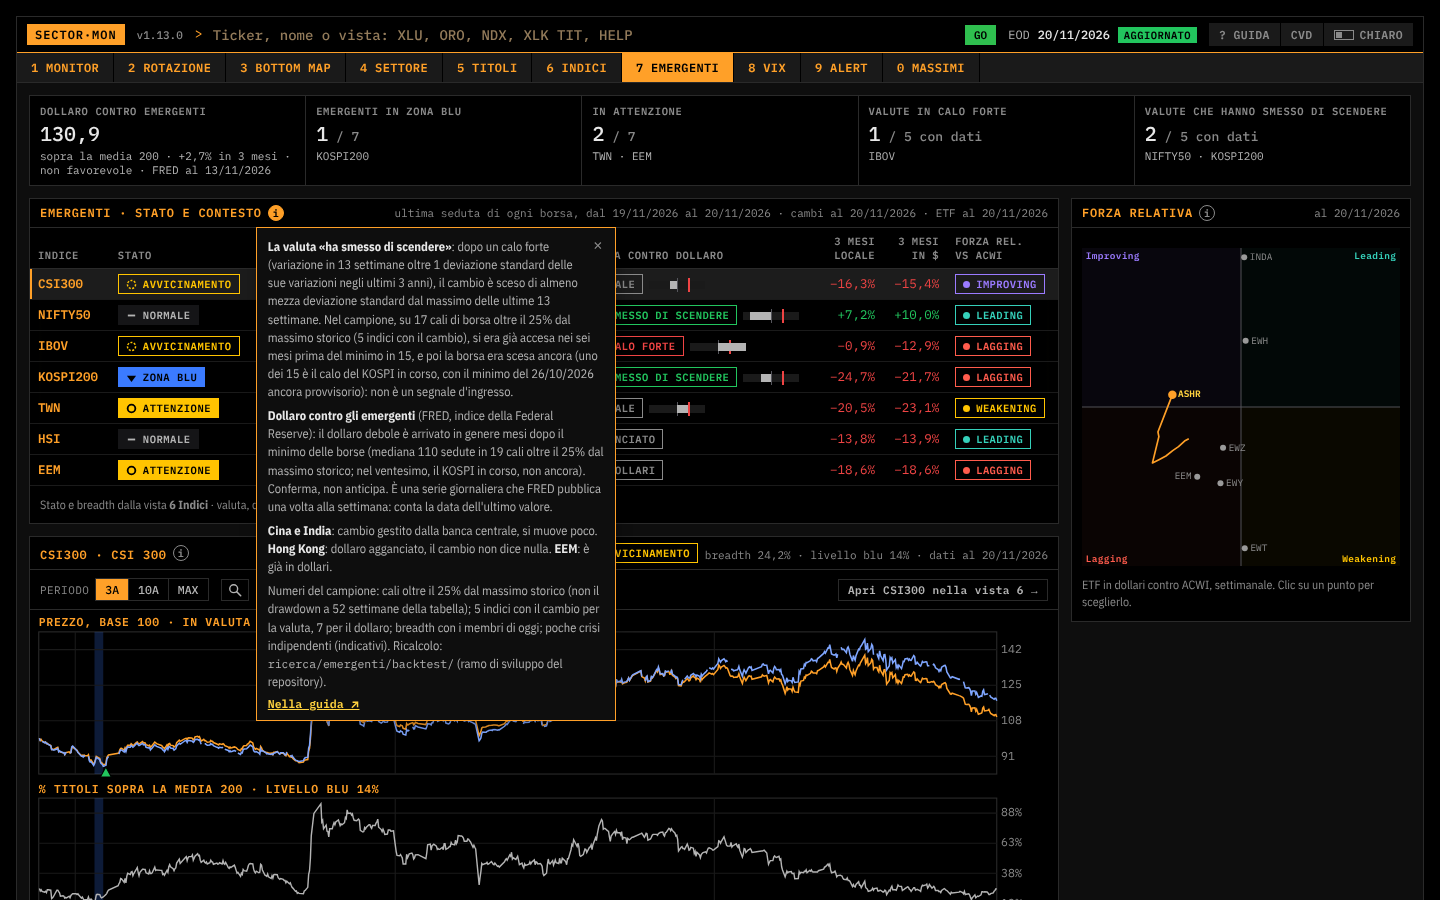 SECTOR·MON v1.13.0 > Ticker, nome o vista: XLU, ORO, NDX, XLK TIT, HELP GO EOD 20/11/2026 AGGIORNATO ? GUIDA CVD CHIARO
1 MONITOR 2 ROTAZIONE 3 BOTTOM MAP 4 SETTORE 5 TITOLI 6 INDICI 7 EMERGENTI 8 VIX 9 ALERT 0 MASSIMI
DOLLARO CONTRO EMERGENTI
130,9
sopra la media 200 · +2,7% in 3 mesi ·
non favorevole · FRED al 13/11/2026
EMERGENTI IN ZONA BLU
1 / 7
KOSPI200
IN ATTENZIONE
2 / 7
TWN · EEM
VALUTE IN CALO FORTE
1 / 5 con dati
IBOV
VALUTE CHE HANNO SMESSO DI SCENDERE
2 / 5 con dati
NIFTY50 · KOSPI200
EMERGENTI · STATO E CONTESTO i ultima seduta di ogni borsa, dal 19/11/2026 al 20/11/2026 · cambi al 20/11/2026 · ETF al 20/11/2026
INDICE STATO A CONTRO DOLLARO 3 MESI LOCALE 3 MESI IN $ FORZA REL. VS ACWI
CSI300 AVVICINAMENTO ALE −16,3% −15,4% IMPROVING
NIFTY50 NORMALE MESSO DI SCENDERE +7,2% +10,0% LEADING
IBOV AVVICINAMENTO ALO FORTE −0,9% −12,9% LAGGING
KOSPI200 ZONA BLU MESSO DI SCENDERE −24,7% −21,7% LAGGING
TWN ATTENZIONE ALE −20,5% −23,1% WEAKENING
HSI NORMALE NCIATO −13,8% −13,9% LEADING
EEM ATTENZIONE OLLARI −18,6% −18,6% LAGGING
Stato e breadth dalla vista 6 Indici · valuta, d
La valuta «ha smesso di scendere»: dopo un calo forte ×
(variazione in 13 settimane oltre 1 deviazione standard delle
sue variazioni negli ultimi 3 anni), il cambio è sceso di almeno
mezza deviazione standard dal massimo delle ultime 13
settimane. Nel campione, su 17 cali di borsa oltre il 25% dal
massimo storico (5 indici con il cambio), si era già accesa nei sei
mesi prima del minimo in 15, e poi la borsa era scesa ancora (uno
dei 15 è il calo del KOSPI in corso, con il minimo del 26/10/2026
ancora provvisorio): non è un segnale d'ingresso.
Dollaro contro gli emergenti (FRED, indice della Federal
Reserve): il dollaro debole è arrivato in genere mesi dopo il
minimo delle borse (mediana 110 sedute in 19 cali oltre il 25% dal
massimo storico; nel ventesimo, il KOSPI in corso, non ancora).
Conferma, non anticipa. È una serie giornaliera che FRED pubblica
una volta alla settimana: conta la data dell'ultimo valore.
Cina e India: cambio gestito dalla banca centrale, si muove poco.
Hong Kong: dollaro agganciato, il cambio non dice nulla. EEM: è
già in dollari.
Numeri del campione: cali oltre il 25% dal massimo storico (non il
drawdown a 52 settimane della tabella); 5 indici con il cambio per
la valuta, 7 per il dollaro; breadth con i membri di oggi; poche crisi
indipendenti (indicativi). Ricalcolo:
ricerca/emergenti/backtest/ (ramo di sviluppo del
repository).
Nella guida ↗
FORZA RELATIVA i al 20/11/2026
Improving Leading
INDA
EWH
ASHR
EWZ
EEM EWY
EWT
Lagging Weakening
ETF in dollari contro ACWI, settimanale. Clic su un punto per
sceglierlo.
CSI300 · CSI 300 i VVICINAMENTO breadth 24,2% · livello blu 14% · dati al 20/11/2026
PERIODO 3A 10A MAX Apri CSI300 nella vista 6 →
PREZZO, BASE 100 · IN VALUTA
142
125
108
91
% TITOLI SOPRA LA MEDIA 200 · LIVELLO BLU 14%
88%
63%
38%